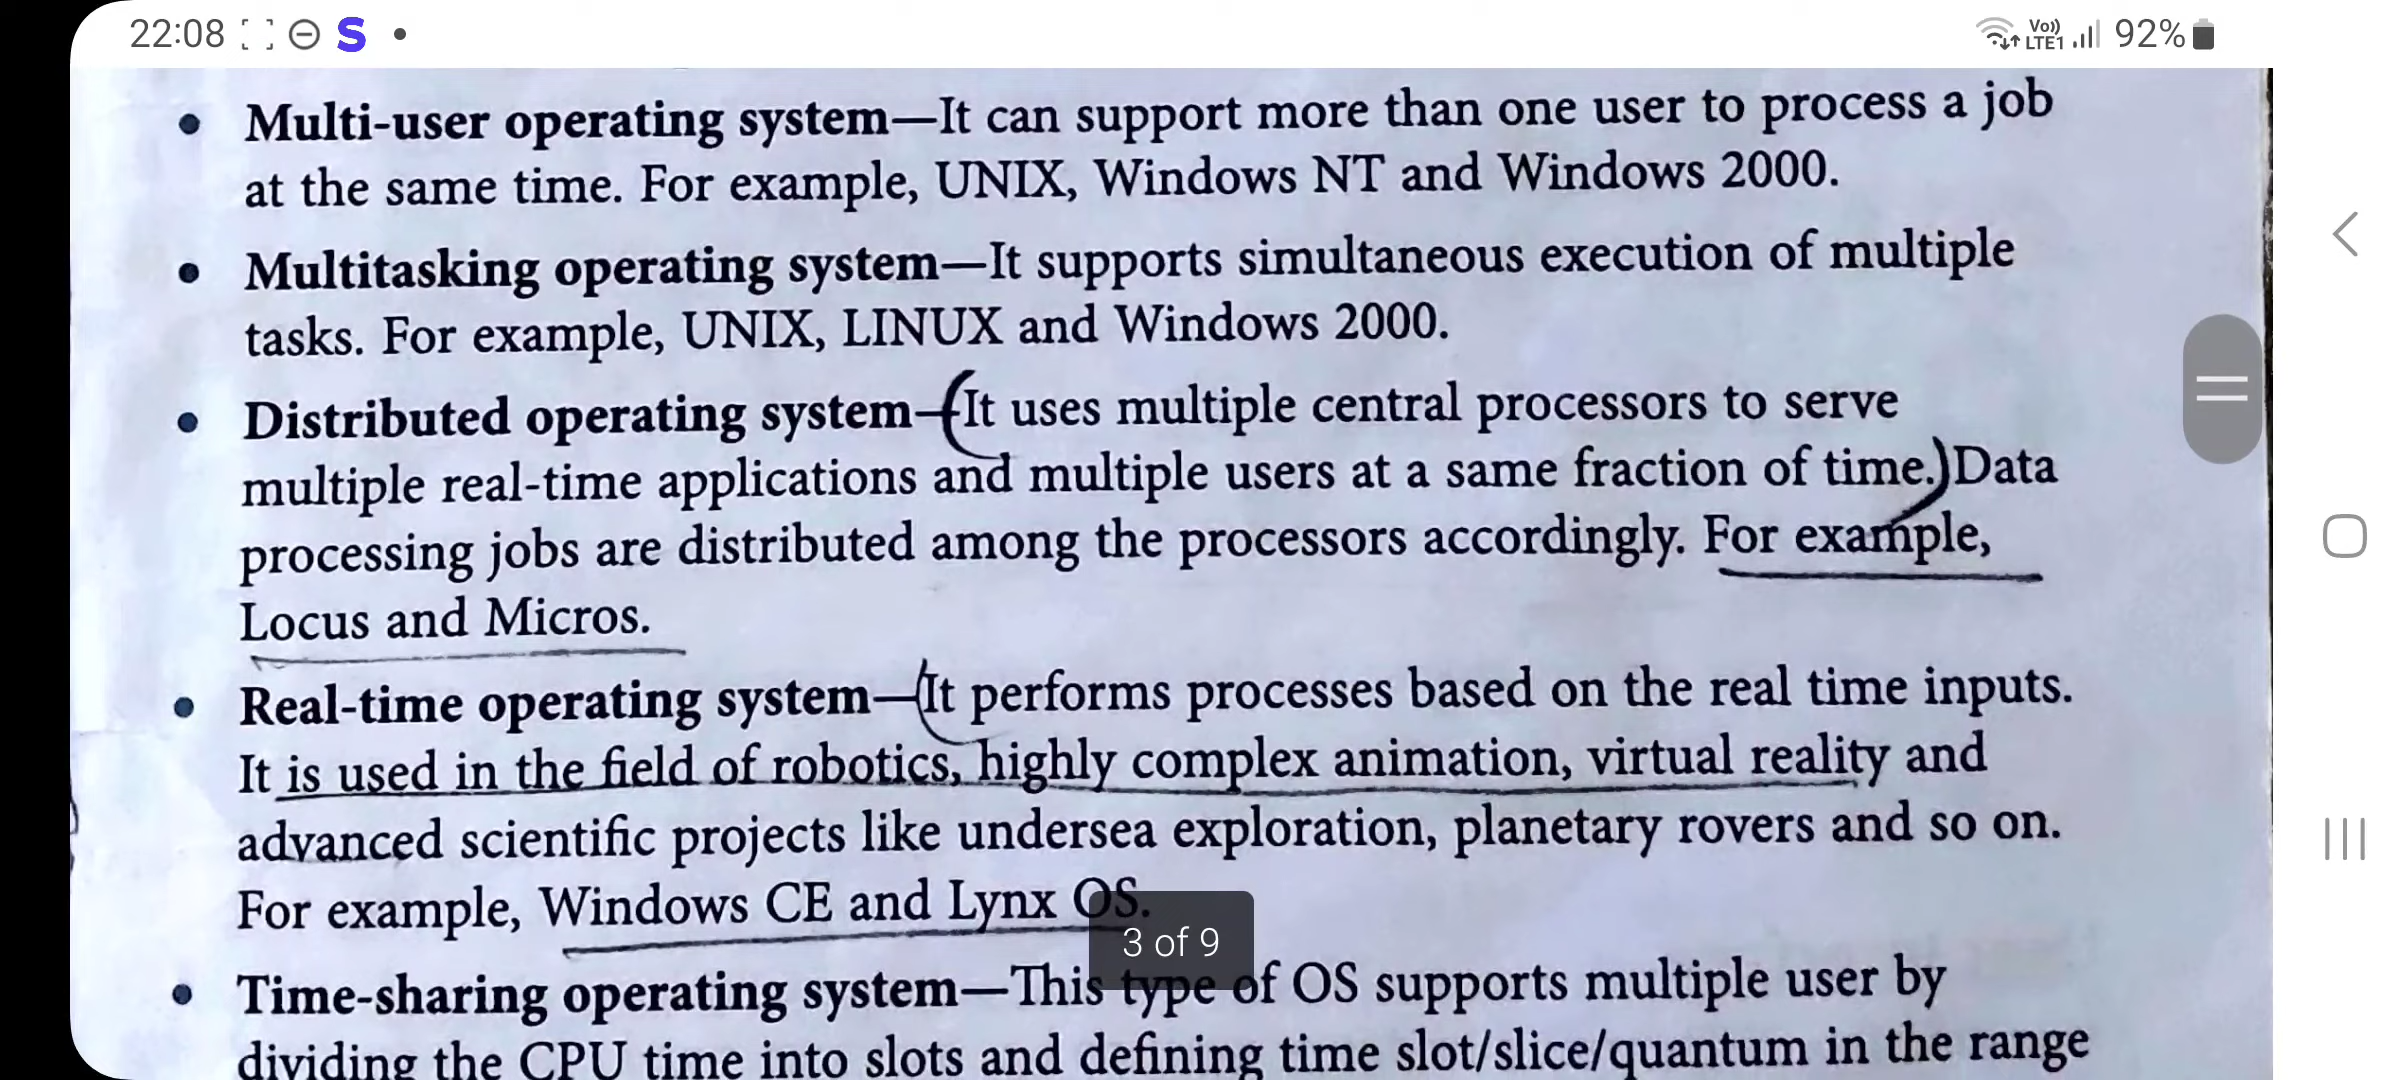 22:08
Vo))
LTE1
92%
• Multi-user operating system—It can support more than one user to process a job
at the same time. For example, UNIX, Windows NT and Windows 2000.
• Multitasking operating system—It supports simultaneous execution of multiple
tasks. For example, UNIX, LINUX and Windows 2000.
• Distributed operating system—(It uses multiple central processors to serve
multiple real-time applications and multiple users at a same fraction of time.) Data
processing jobs are distributed among the processors accordingly. For example,
Locus and Micros.
• Real-time operating system—(It performs processes based on the real time inputs.
It is used in the field of robotics, highly complex animation, virtual reality and
advanced scientific projects like undersea exploration, planetary rovers and so on.
For example, Windows CE and Lynx OS.
3 of 9
• Time-sharing operating system—This type of OS supports multiple user by
dividing the CPU time into slots and defining time slot/slice/quantum in the range